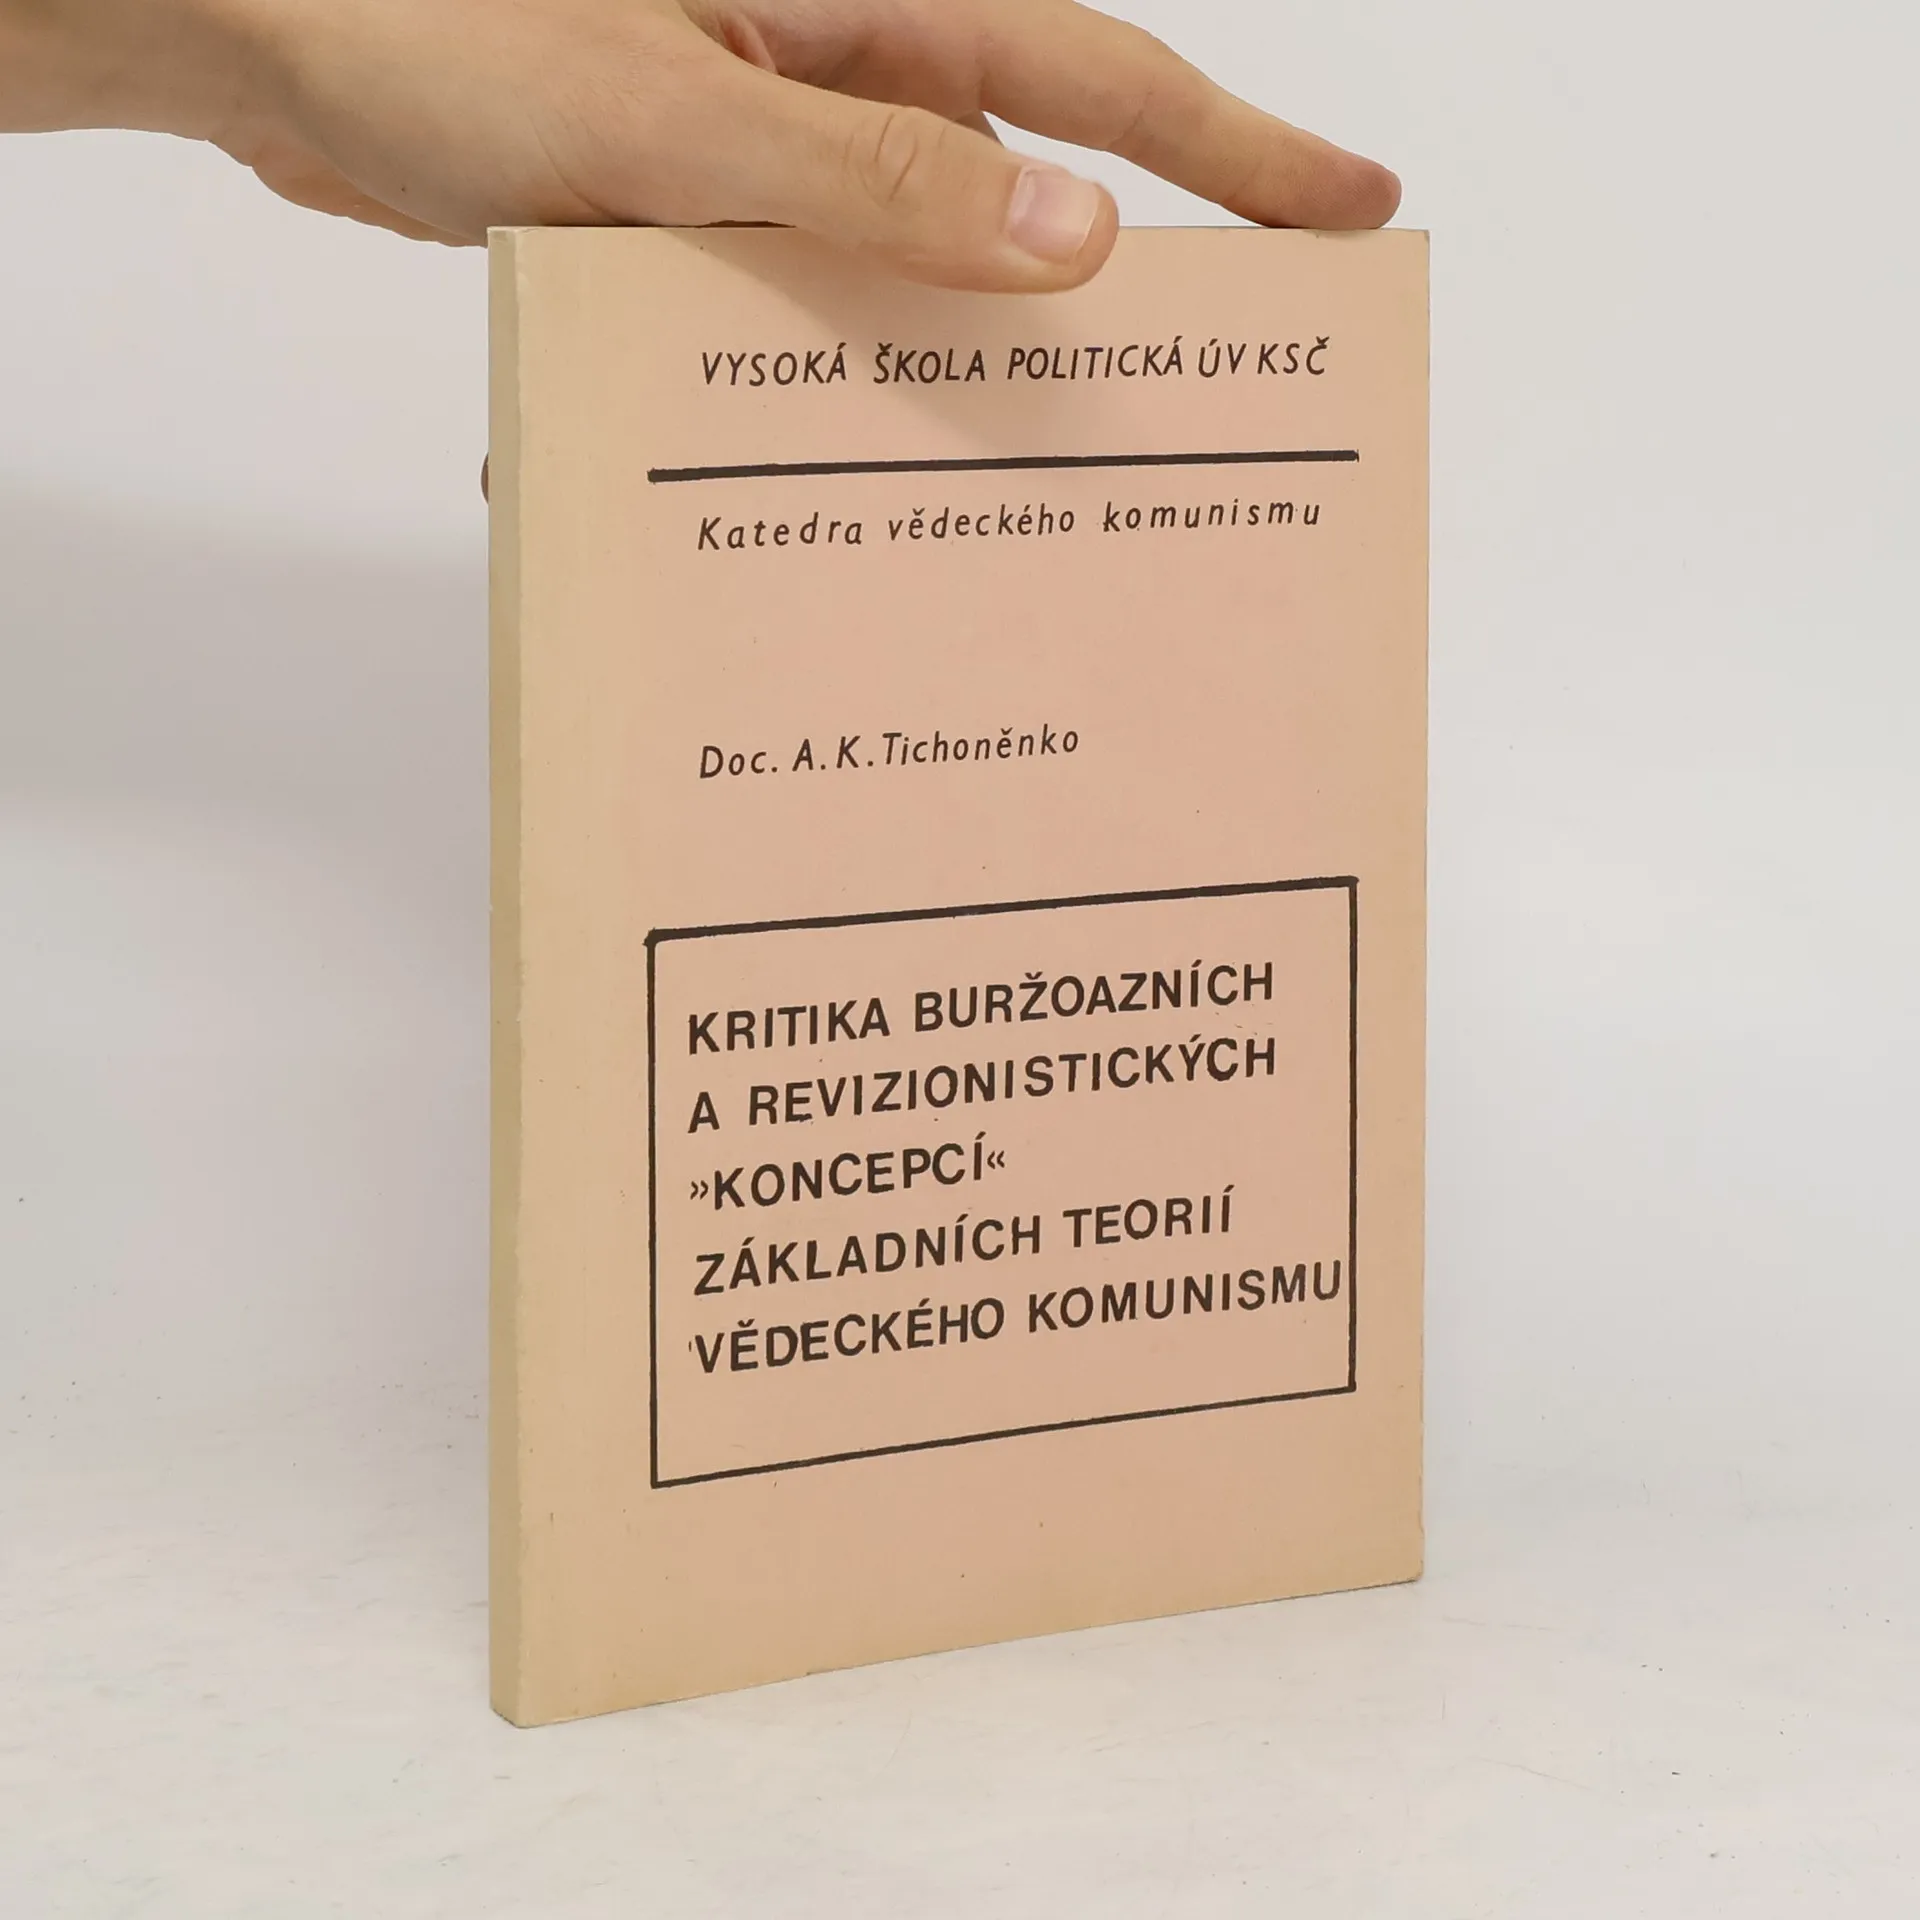 VYSOKÁ ŠKOLA POLITICKÁ ÚV KSČ
Katedra vědeckého komunismu
Doc. A. K. Tichoněnko
KRITIKA BURŽOAZNÍCH
A REVIZIONISTICKÝCH
»KONCEPCÍ«
ZÁKLADNÍCH TEORIÍ
VĚDECKÉHO KOMUNISMU